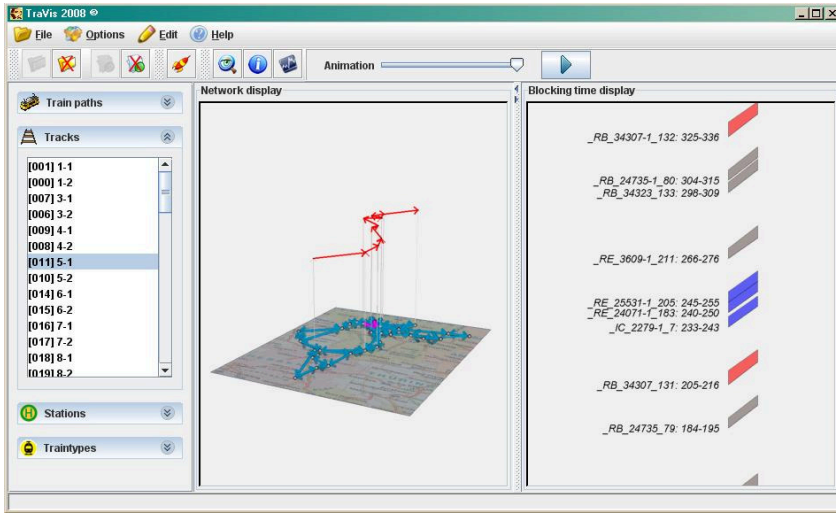 TraVis 2008 ©
File Options Edit Help
Animation
Train paths
Tracks
[001] 1-1
[000] 1-2
[007] 3-1
[006] 3-2
[009] 4-1
[008] 4-2
[011] 5-1
[010] 5-2
[014] 6-1
[015] 6-2
[016] 7-1
[017] 7-2
[018] 8-1
[019] 8-2
H Stations
Traintypes
Network display
Blocking time display
_RB_34307-1_132: 325-336
_RB_24735-1_80: 304-315
_RB_34323_133: 298-309
_RE_3609-1_211: 266-276
_RE_25531-1_205: 245-255
_RE_24071-1_183: 240-250
_IC_2279-1_7: 233-243
_RB_34307_131: 205-216
_RB_24735_79: 184-195